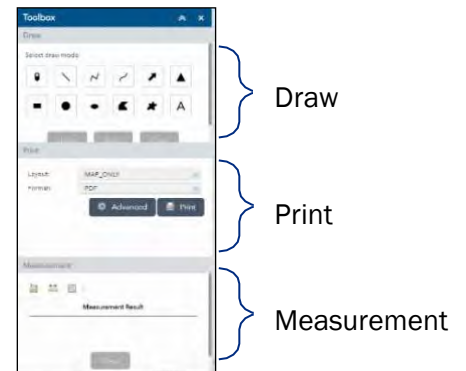 Toolbox
Draw
Select draw mode
A
Draw
Print
Layout: MAP_ONLY
Format: PDF
Advanced Print
Print
Measurement
Measurement Result
Measurement